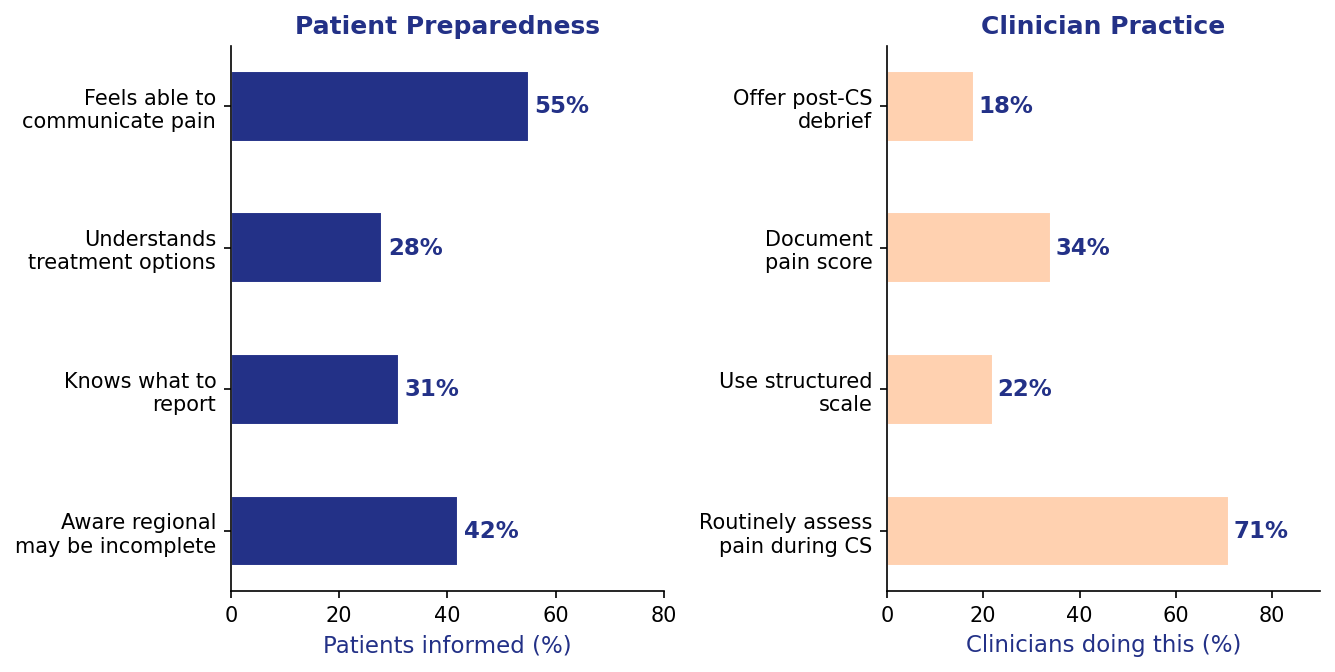 Patient Preparedness
Feels able to
communicate pain
55%
Understands
treatment options
28%
Knows what to
report
31%
Aware regional
may be incomplete
42%
0 20 40 60 80
Patients informed (%)
Clinician Practice
Offer post-CS
debrief
18%
Document
pain score
34%
Use structured
scale
22%
Routinely assess
pain during CS
71%
0 20 40 60 80
Clinicians doing this (%)